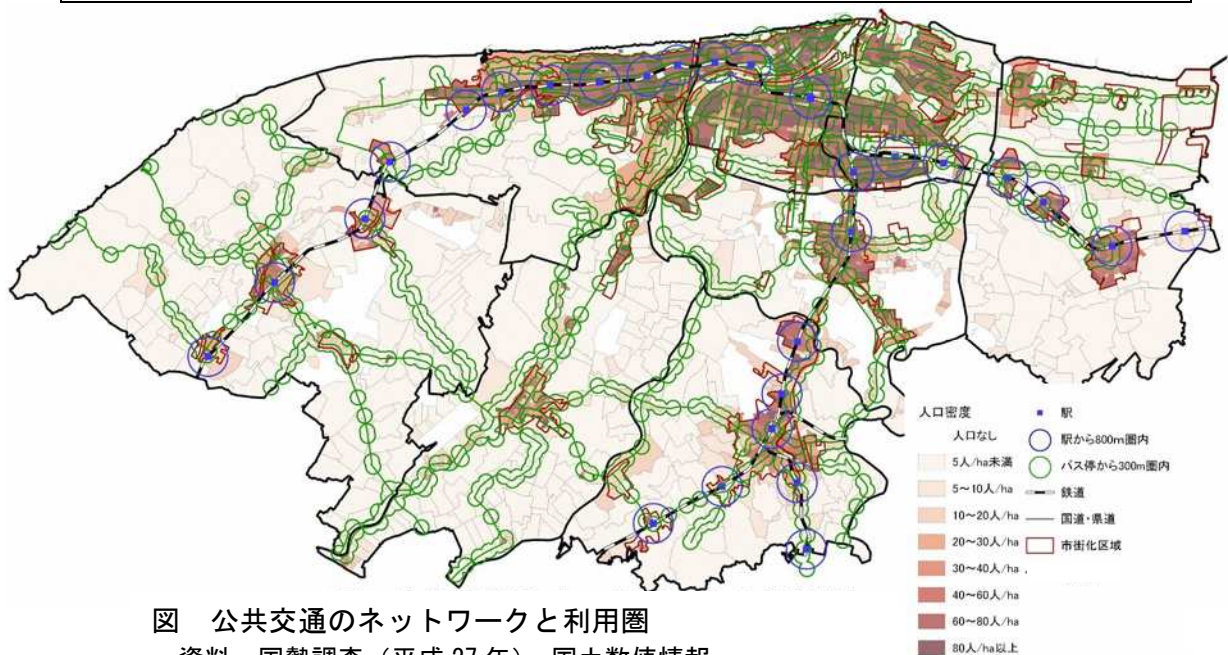 人口密度
人口なし
5人/ha未満
5~10人/ha
10~20人/ha
20~30人/ha
30~40人/ha
40~60人/ha
60~80人/ha
80人/ha以上
駅
駅から800m圏内
バス停から300m圏内
鉄道
国道・県道
市街化区域
図 公共交通のネットワークと利用圏
資料 国勢調査(平成27年) 国土数値情報